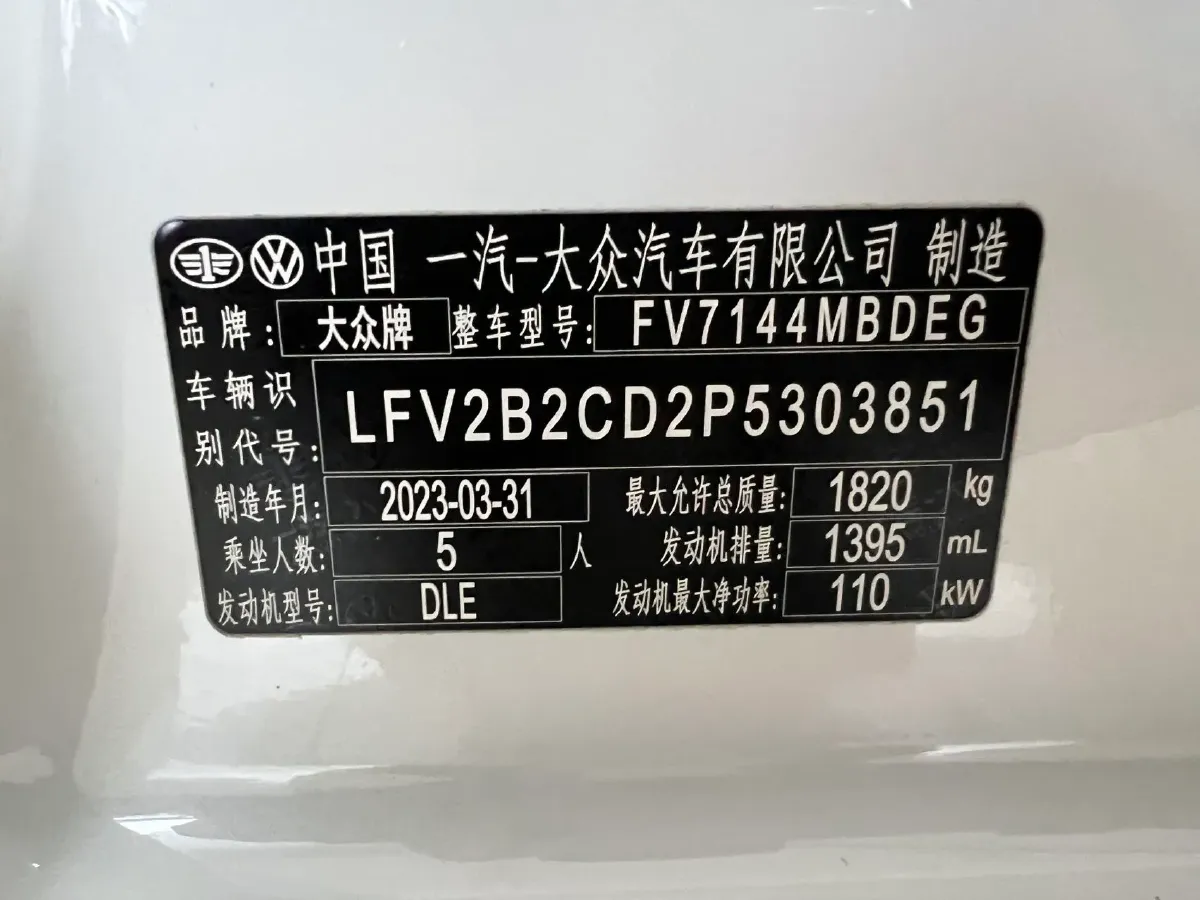 中国 一汽-大众汽车有限公司 制造
品牌: 大众牌 整车型号: FV7144MBDEG
车辆识别代号: LFV2B2CD2P5303851
制造年月: 2023-03-31 最大允许总质量: 1820 kg
乘坐人数: 5 人 发动机排量: 1395 mL
发动机型号: DLE 发动机最大净功率: 110 kW